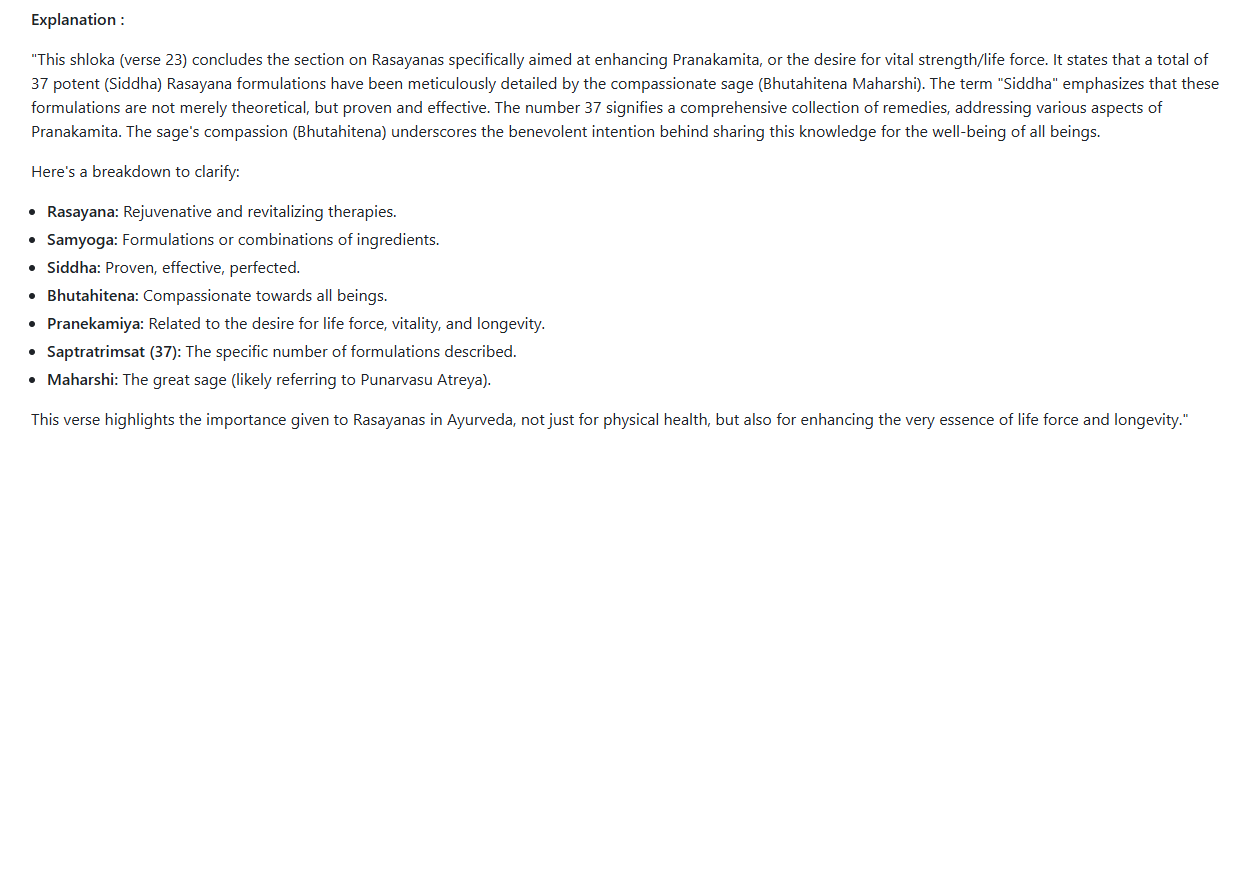 Explanation :
"This shloka (verse 23) concludes the section on Rasayanas specifically aimed at enhancing Pranakamita, or the desire for vital strength/life force. It states that a total of
37 potent (Siddha) Rasayana formulations have been meticulously detailed by the compassionate sage (Bhutahitena Maharshi). The term "Siddha" emphasizes that these
formulations are not merely theoretical, but proven and effective. The number 37 signifies a comprehensive collection of remedies, addressing various aspects of
Pranakamita. The sage's compassion (Bhutahitena) underscores the benevolent intention behind sharing this knowledge for the well-being of all beings.
Here's a breakdown to clarify:
• Rasayana: Rejuvenative and revitalizing therapies.
• Samyoga: Formulations or combinations of ingredients.
• Siddha: Proven, effective, perfected.
• Bhutahitena: Compassionate towards all beings.
• Pranekamiya: Related to the desire for life force, vitality, and longevity.
• Saptratrimsat (37): The specific number of formulations described.
• Maharshi: The great sage (likely referring to Punarvasu Atreya).
This verse highlights the importance given to Rasayanas in Ayurveda, not just for physical health, but also for enhancing the very essence of life force and longevity."